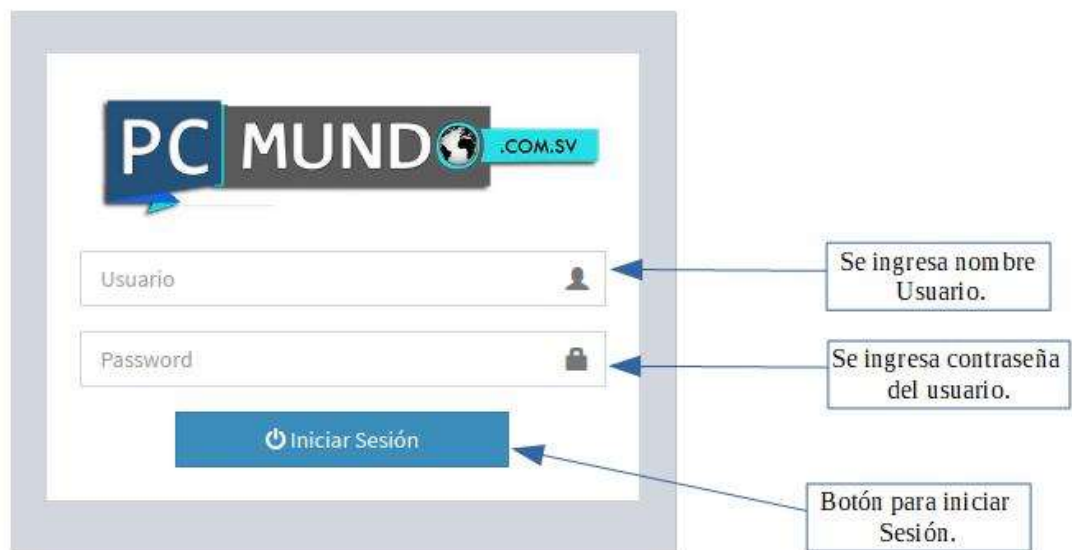 PC MUNDO .COM.SV
Usuario
Se ingresa nombre
Usuario.
Password
Se ingresa contraseña
del usuario.
Iniciar Sesión
Botón para iniciar
Sesión.